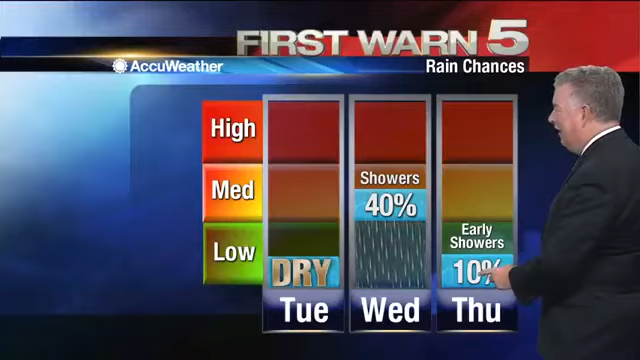 FIRST WARN 5
AccuWeather
Rain Chances
High
Med
Low
Showers
40%
Early
Showers
DRY
10%
Tue
Wed
Thu